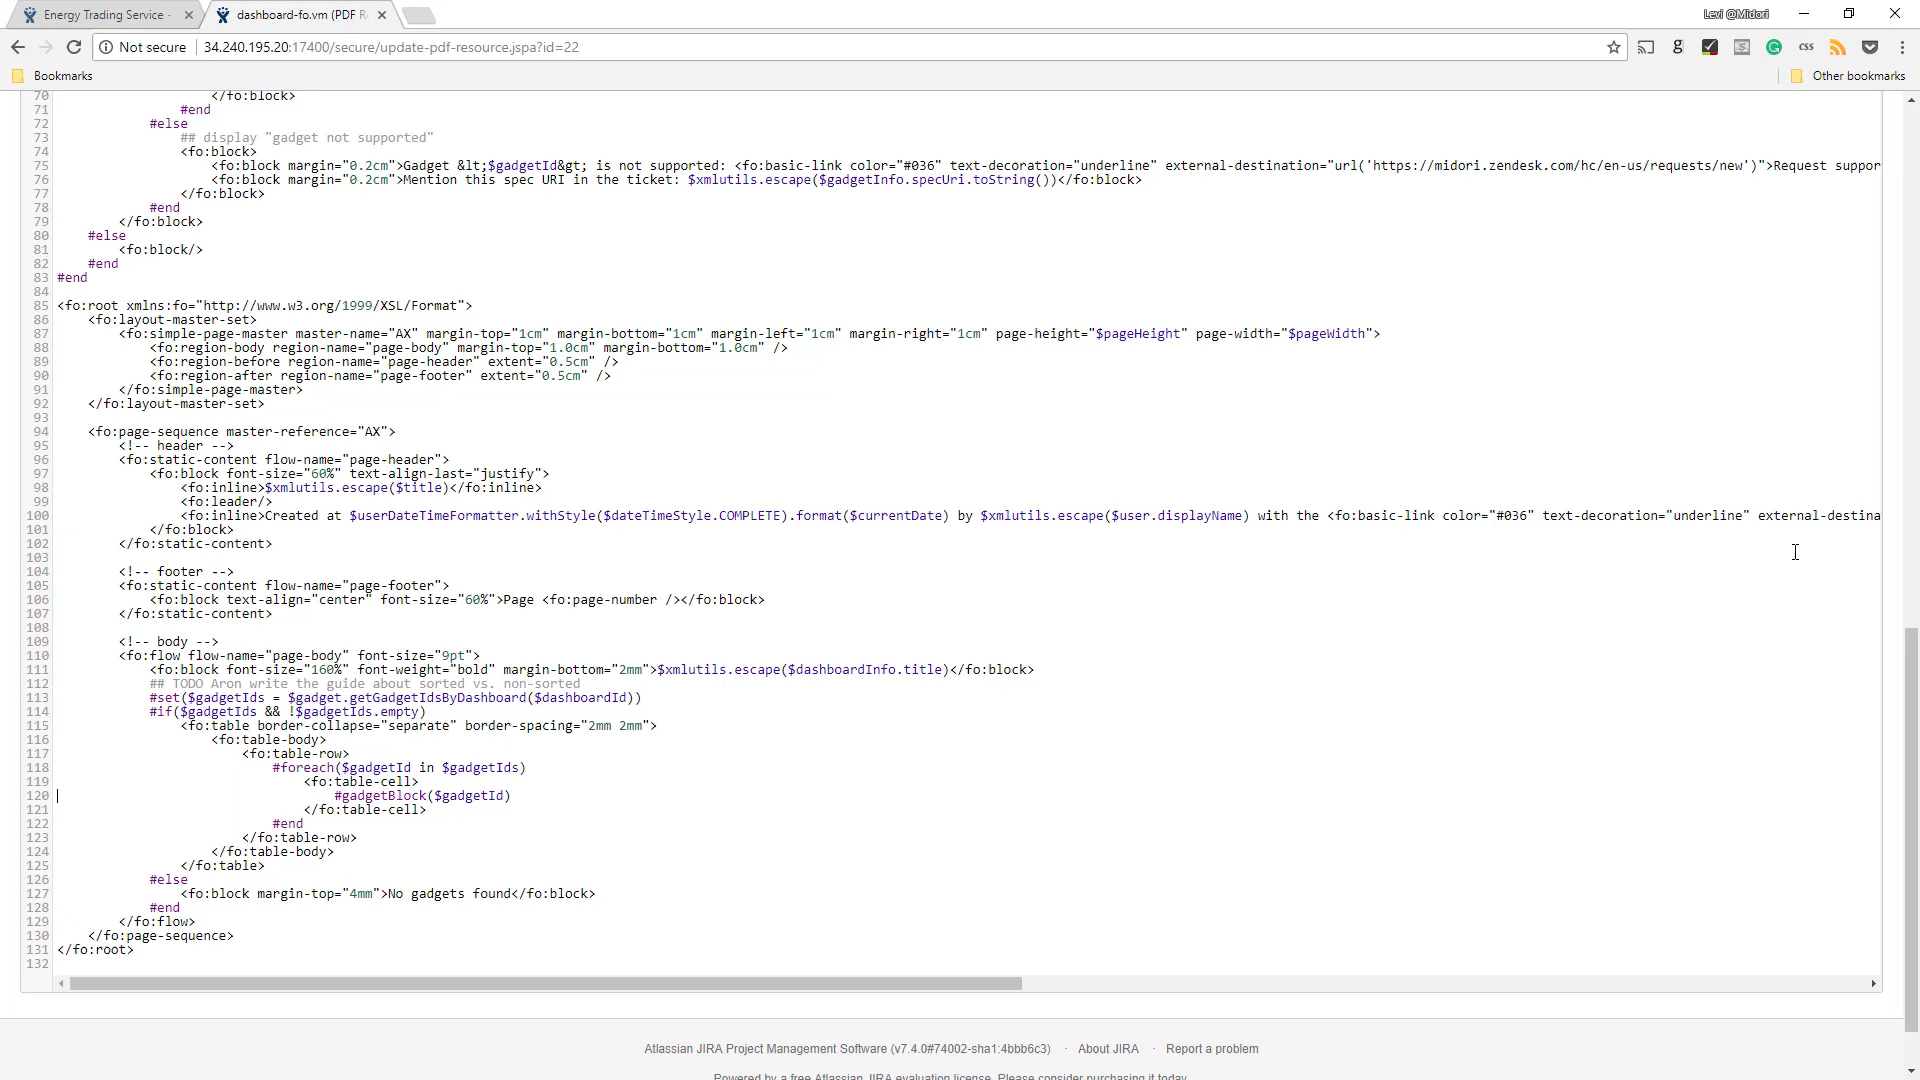 Energy Trading Service -
dashboard-fo.vm (PDF R
Levi @Midori
Not secure
34.240.195.20:17400/secure/update-pdf-resource.jspa?id=22
g
css
Bookmarks
Other bookmarks
70 </fo:block>
71 #end
72 #else
73 ## display "gadget not supported"
74 <fo:block>
75 <fo:block margin="0.2cm">Gadget &lt;$gadgetId&gt; is not supported: <fo:basic-link color="#036" text-decoration="underline" external-destination="url('https://midori.zendesk.com/hc/en-us/requests/new')">Request suppor
76 <fo:block margin="0.2cm">Mention this spec URI in the ticket: $xmlutils.escape($gadgetInfo.specUri.toString())</fo:block>
77 </fo:block>
78 #end
79 </fo:block>
80 #else
81 <fo:block/>
82 #end
83 #end
84
85 <fo:root xmlns:fo="http://www.w3.org/1999/XSL/Format">
86 <fo:layout-master-set>
87 <fo:simple-page-master master-name="AX" margin-top="1cm" margin-bottom="1cm" margin-left="1cm" margin-right="1cm" page-height="$pageHeight" page-width="$pageWidth">
88 <fo:region-body region-name="page-body" margin-top="1.0cm" margin-bottom="1.0cm" />
89 <fo:region-before region-name="page-header" extent="0.5cm" />
90 <fo:region-after region-name="page-footer" extent="0.5cm" />
91 </fo:simple-page-master>
92 </fo:layout-master-set>
93
94 <fo:page-sequence master-reference="AX">
95 <!-- header -->
96 <fo:static-content flow-name="page-header">
97 <fo:block font-size="60%" text-align-last="justify">
98 <fo:inline>$xmlutils.escape($title)</fo:inline>
99 <fo:leader/>
100 <fo:inline>Created at $userDateTimeFormatter.withStyle($dateTimeStyle.COMPLETE).format($currentDate) by $xmlutils.escape($user.displayName) with the <fo:basic-link color="#036" text-decoration="underline" external-destina
101 </fo:block>
102 </fo:static-content>
103
104 <!-- footer -->
105 <fo:static-content flow-name="page-footer">
106 <fo:block text-align="center" font-size="60%">Page <fo:page-number /></fo:block>
107 </fo:static-content>
108
109 <!-- body -->
110 <fo:flow flow-name="page-body" font-size="9pt">
111 <fo:block font-size="160%" font-weight="bold" margin-bottom="2mm">$xmlutils.escape($dashboardInfo.title)</fo:block>
112 ## TODO Aron write the guide about sorted vs. non-sorted
113 #set($gadgetIds = $gadget.getGadgetIdsByDashboard($dashboardId))
114 #if($gadgetIds && !$gadgetIds.empty)
115 <fo:table border-collapse="separate" border-spacing="2mm 2mm">
116 <fo:table-body>
117 <fo:table-row>
118 #foreach($gadgetId in $gadgetIds)
119 <fo:table-cell>
120 #gadgetBlock($gadgetId)
121 </fo:table-cell>
122 #end
123 </fo:table-row>
124 </fo:table-body>
125 </fo:table>
126 #else
127 <fo:block margin-top="4mm">No gadgets found</fo:block>
128 #end
129 </fo:flow>
130 </fo:page-sequence>
131 </fo:root>
132
Atlassian JIRA Project Management Software (v7.4.0#74002-sha1:4bbb6c3) · About JIRA · Report a problem
Powered by a free Atlassian JIRA evaluation license. Please consider purchasing it today.